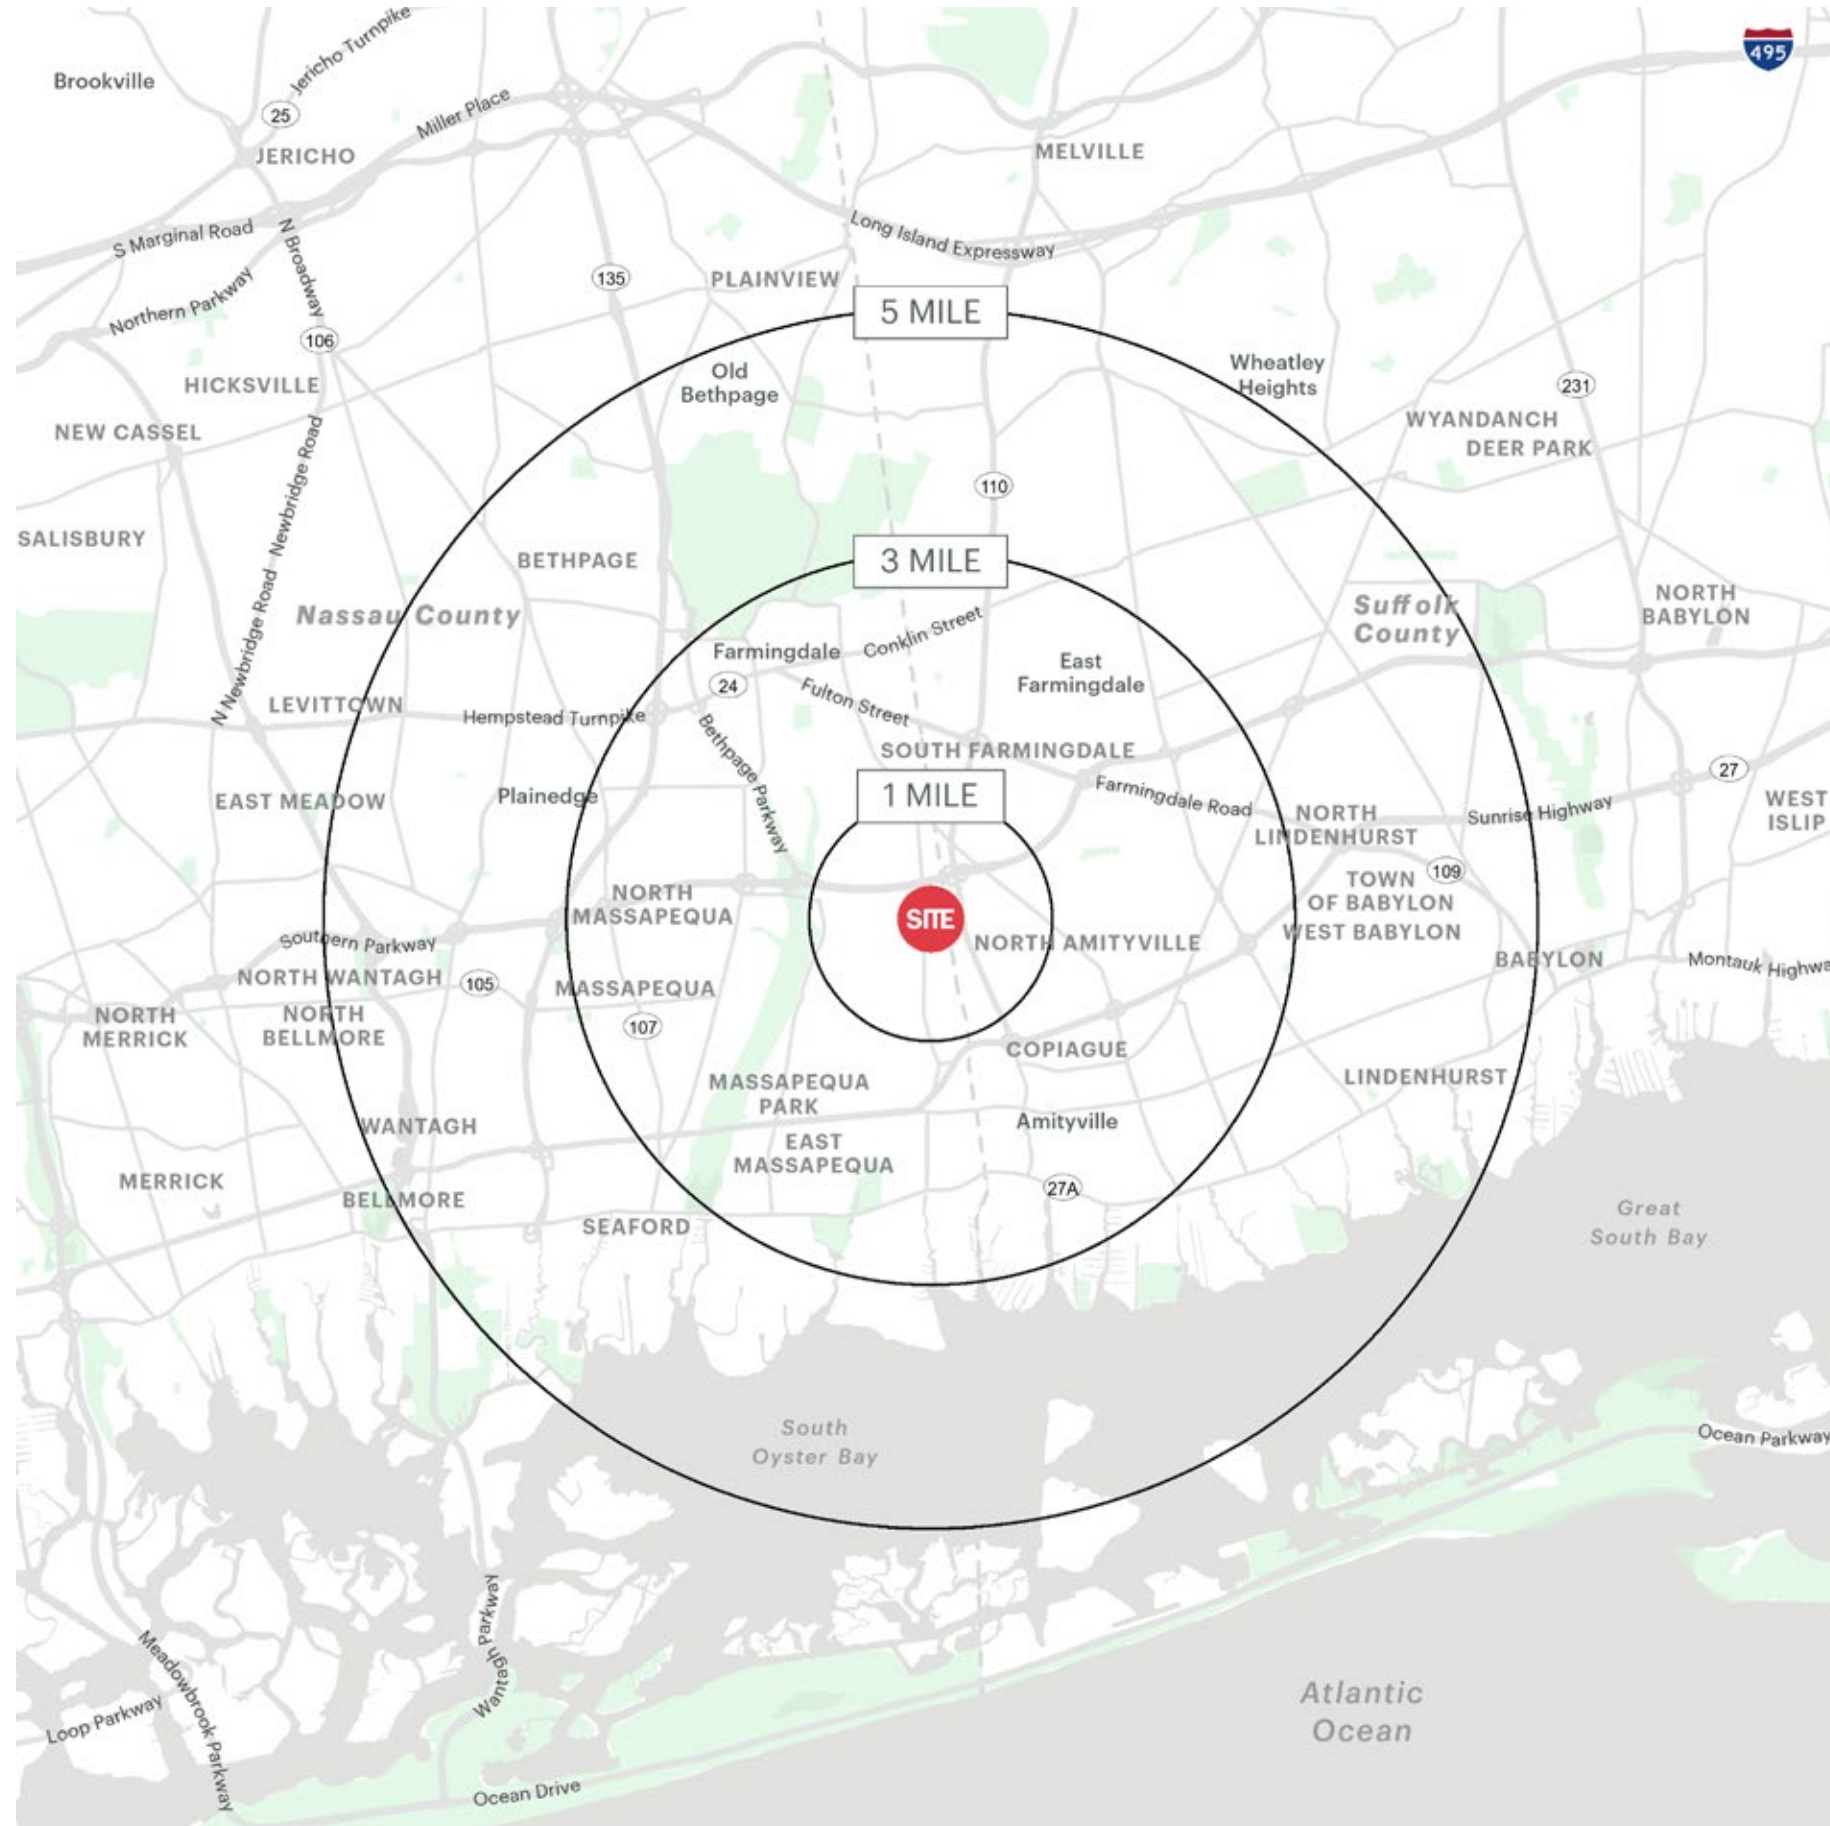 495
Brookville
Jericho Turnpike
25
Miller Place
JERICHO
MELVILLE
S Marginal Road
N Broadway
Long Island Expressway
Northern Parkway
135
PLAINVIEW
5 MILE
106
HICKSVILLE
Old
Bethpage
Wheatley
Heights
231
NEW CASSEL
WYANDANCH
DEER PARK
Newbridge Road
110
SALISBURY
BETHPAGE
3 MILE
N Newbridge Road
Nassau County
Suffolk
County
NORTH
BABYLON
Conklin Street
Farmingdale
East
Farmingdale
24
Fulton Street
LEVITTOWN
Hempstead Turnpike
Bethpage Parkway
SOUTH FARMINGDALE
27
EAST MEADOW
Plainedge
1 MILE
Farmingdale Road
NORTH
LINDENHURST
Sunrise Highway
WEST
ISLIP
109
NORTH
MASSAPEQUA
SITE
TOWN
OF BABYLON
WEST BABYLON
Southern Parkway
NORTH AMITYVILLE
BABYLON
Montauk Highwa
NORTH WANTAGH
105
MASSAPEQUA
NORTH
MERRICK
NORTH
BELLMORE
107
COPIAGUE
LINDENHURST
MASSAPEQUA
PARK
WANTAGH
Amityville
EAST
MASSAPEQUA
MERRICK
27A
BELLMORE
SEAFORD
Great
South Bay
South
Oyster Bay
Ocean Parkway
Wantagh Parkway
Meadowbrook Parkway
Loop Parkway
Atlantic
Ocean
Ocean Drive